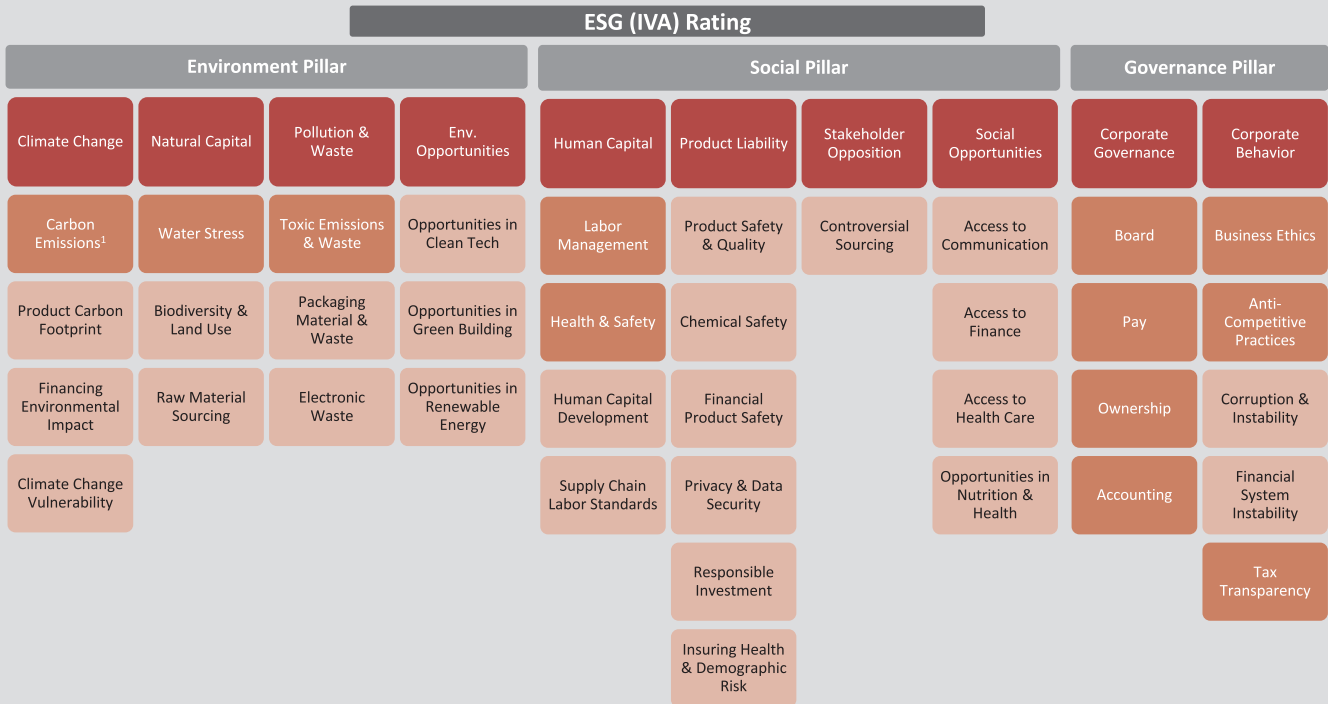 ESG (IVA) Rating
Environment Pillar
Social Pillar
Governance Pillar
Climate Change
Natural Capital
Pollution &
Waste
Env.
Opportunities
Human Capital
Product Liability
Stakeholder
Opposition
Social
Opportunities
Corporate
Governance
Corporate
Behavior
Carbon
Emissions¹
Water Stress
Toxic Emissions
& Waste
Opportunities in
Clean Tech
Labor
Management
Product Safety
& Quality
Controversial
Sourcing
Access to
Communication
Board
Business Ethics
Product Carbon
Footprint
Biodiversity &
Land Use
Packaging
Material &
Waste
Opportunities in
Green Building
Health & Safety
Chemical Safety
Access to
Finance
Pay
Anti-
Competitive
Practices
Financing
Environmental
Impact
Raw Material
Sourcing
Electronic
Waste
Opportunities in
Renewable
Energy
Human Capital
Development
Financial
Product Safety
Access to
Health Care
Ownership
Corruption &
Instability
Climate Change
Vulnerability
Supply Chain
Labor Standards
Privacy & Data
Security
Opportunities in
Nutrition &
Health
Accounting
Financial
System
Instability
Responsible
Investment
Tax
Transparency
Insuring Health
& Demographic
Risk